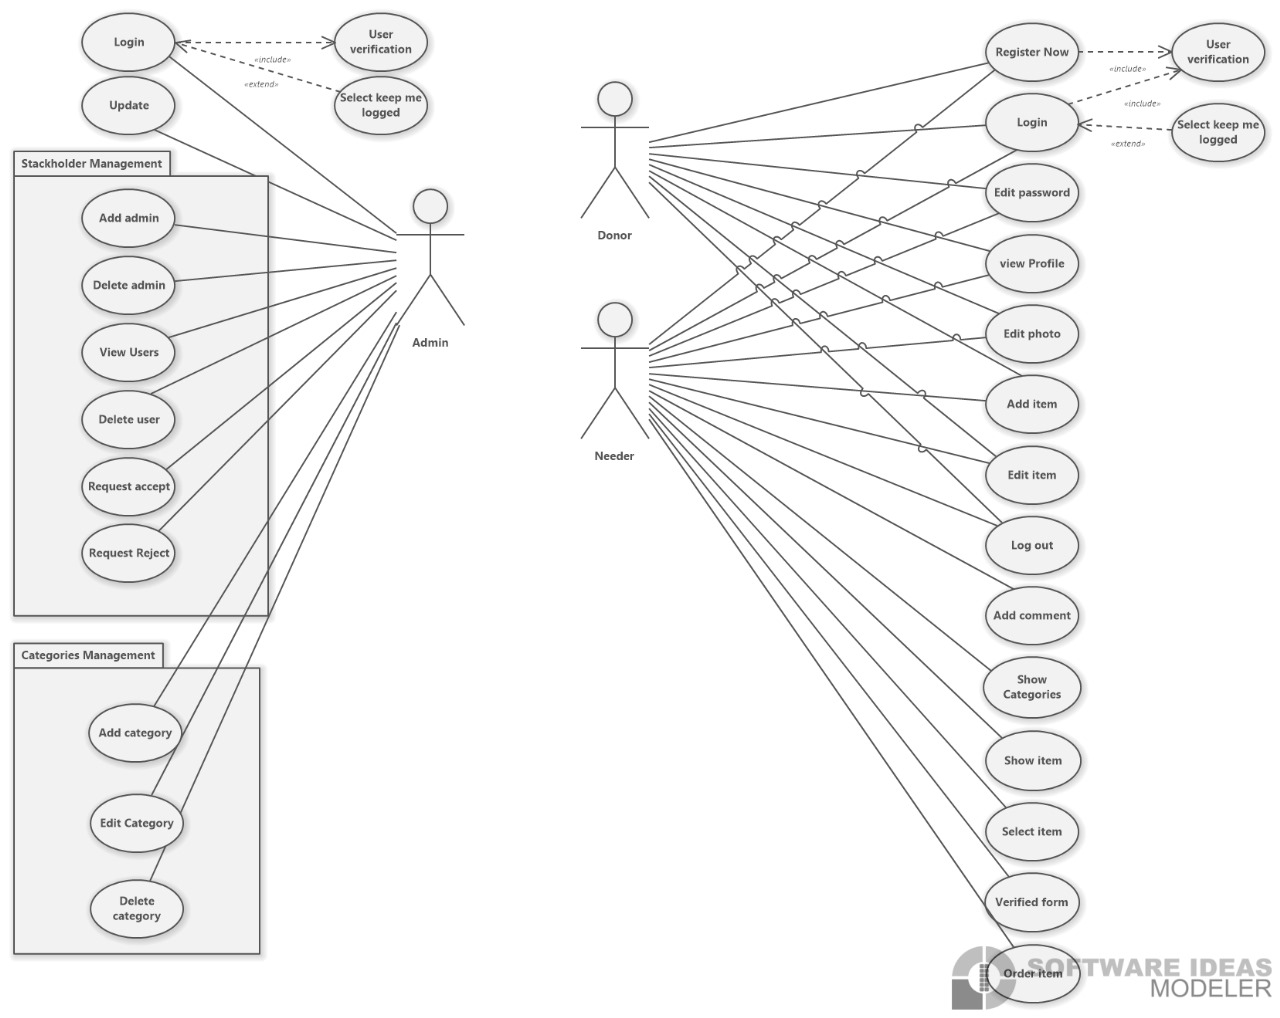 Login
User
verification
«include»
«extend»
Select keep me
logged
Update
Stackholder Management
Add admin
Delete admin
View Users
Delete user
Request accept
Request Reject
Admin
Categories Management
Add category
Edit Category
Delete
category
Donor
Needer
Register Now
User
verification
«include»
Login
«include»
Select keep me
logged
«extend»
Edit password
view Profile
Edit photo
Add item
Edit item
Log out
Add comment
Show
Categories
Show item
Select item
Verified form
Order item
SOFTWARE IDEAS
MODELER